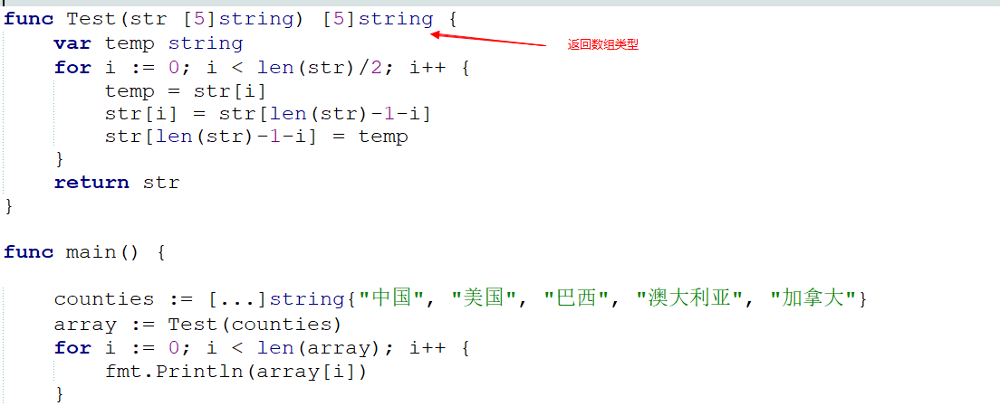 func Test(str [5]string) [5]string {
返回数组类型
    var temp string
    for i := 0; i < len(str)/2; i++ {
        temp = str[i]
        str[i] = str[len(str)-1-i]
        str[len(str)-1-i] = temp
    }
    return str
}
func main() {
    counties := [...]string{"中国", "美国", "巴西", "澳大利亚", "加拿大"}
    array := Test(counties)
    for i := 0; i < len(array); i++ {
        fmt.Println(array[i])
    }